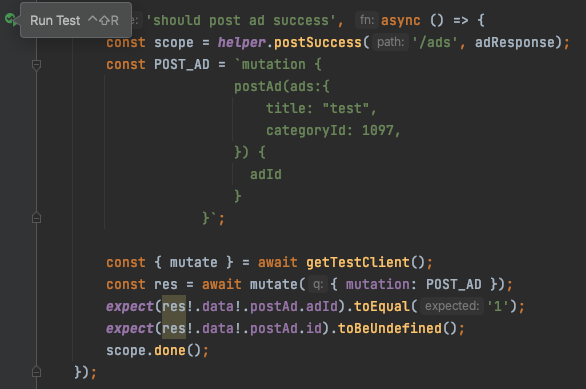 Run Test ^⇧R
e: 'should post ad success', fn: async () => {
const scope = helper.postSuccess( path: '/ads', adResponse);
const POST_AD = `mutation {
postAd(ads:{
title: "test",
categoryId: 1097,
}) {
adId
}
}`;
const { mutate } = await getTestClient();
const res = await mutate( q: { mutation: POST_AD });
expect(res!.data!.postAd.adId).toEqual( expected: '1');
expect(res!.data!.postAd.id).toBeUndefined();
scope.done();
});